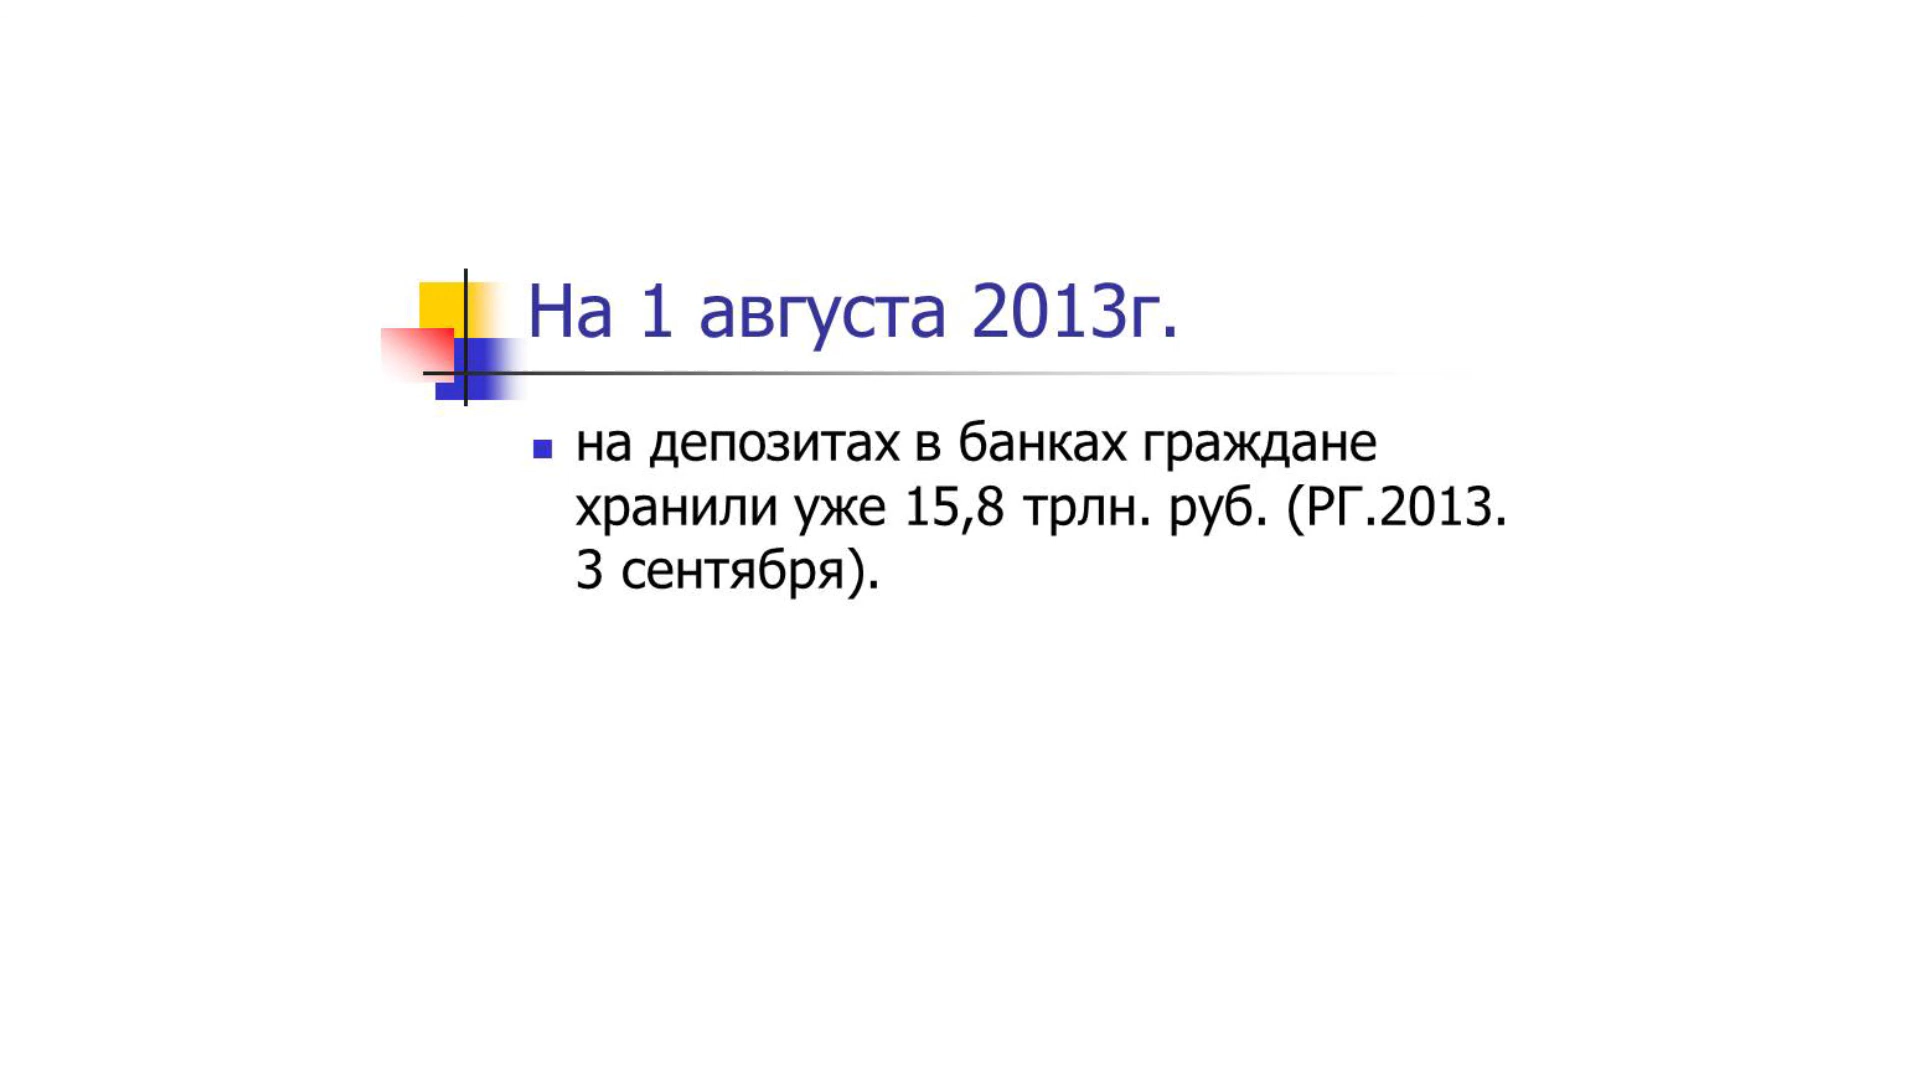 На 1 августа 2013г.
на депозитах в банках граждане
хранили уже 15,8 трлн. руб. (РГ.2013.
3 сентября).